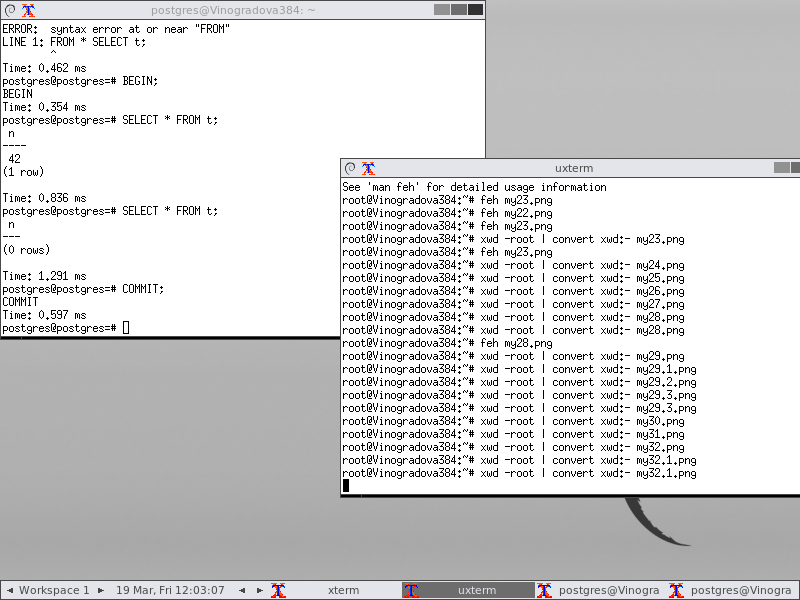 postgres@Vinogradova384: ~
ERROR:  syntax error at or near "FROM"
LINE 1: FROM * SELECT t;
        ^
Time: 0.462 ms
postgres@postgres=# BEGIN;
BEGIN
Time: 0.354 ms
postgres@postgres=# SELECT * FROM t;
 n
----
 42
(1 row)
Time: 0.836 ms
postgres@postgres=# SELECT * FROM t;
 n
---
(0 rows)
Time: 1.291 ms
postgres@postgres=# COMMIT;
COMMIT
Time: 0.597 ms
postgres@postgres=#
uxterm
See 'man feh' for detailed usage information
root@Vinogradova384:~# feh my23.png
root@Vinogradova384:~# feh my22.png
root@Vinogradova384:~# feh my23.png
root@Vinogradova384:~# xwd -root | convert xwd:- my23.png
root@Vinogradova384:~# feh my23.png
root@Vinogradova384:~# xwd -root | convert xwd:- my24.png
root@Vinogradova384:~# xwd -root | convert xwd:- my25.png
root@Vinogradova384:~# xwd -root | convert xwd:- my26.png
root@Vinogradova384:~# xwd -root | convert xwd:- my27.png
root@Vinogradova384:~# xwd -root | convert xwd:- my28.png
root@Vinogradova384:~# xwd -root | convert xwd:- my28.png
root@Vinogradova384:~# feh my28.png
root@Vinogradova384:~# xwd -root | convert xwd:- my29.png
root@Vinogradova384:~# xwd -root | convert xwd:- my29.1.png
root@Vinogradova384:~# xwd -root | convert xwd:- my29.2.png
root@Vinogradova384:~# xwd -root | convert xwd:- my29.3.png
root@Vinogradova384:~# xwd -root | convert xwd:- my29.3.png
root@Vinogradova384:~# xwd -root | convert xwd:- my30.png
root@Vinogradova384:~# xwd -root | convert xwd:- my31.png
root@Vinogradova384:~# xwd -root | convert xwd:- my32.png
root@Vinogradova384:~# xwd -root | convert xwd:- my32.1.png
root@Vinogradova384:~# xwd -root | convert xwd:- my32.1.png
Workspace 1 19 Mar, Fri 12:03:07 xterm uxterm postgres@Vinogra postgres@Vinogra